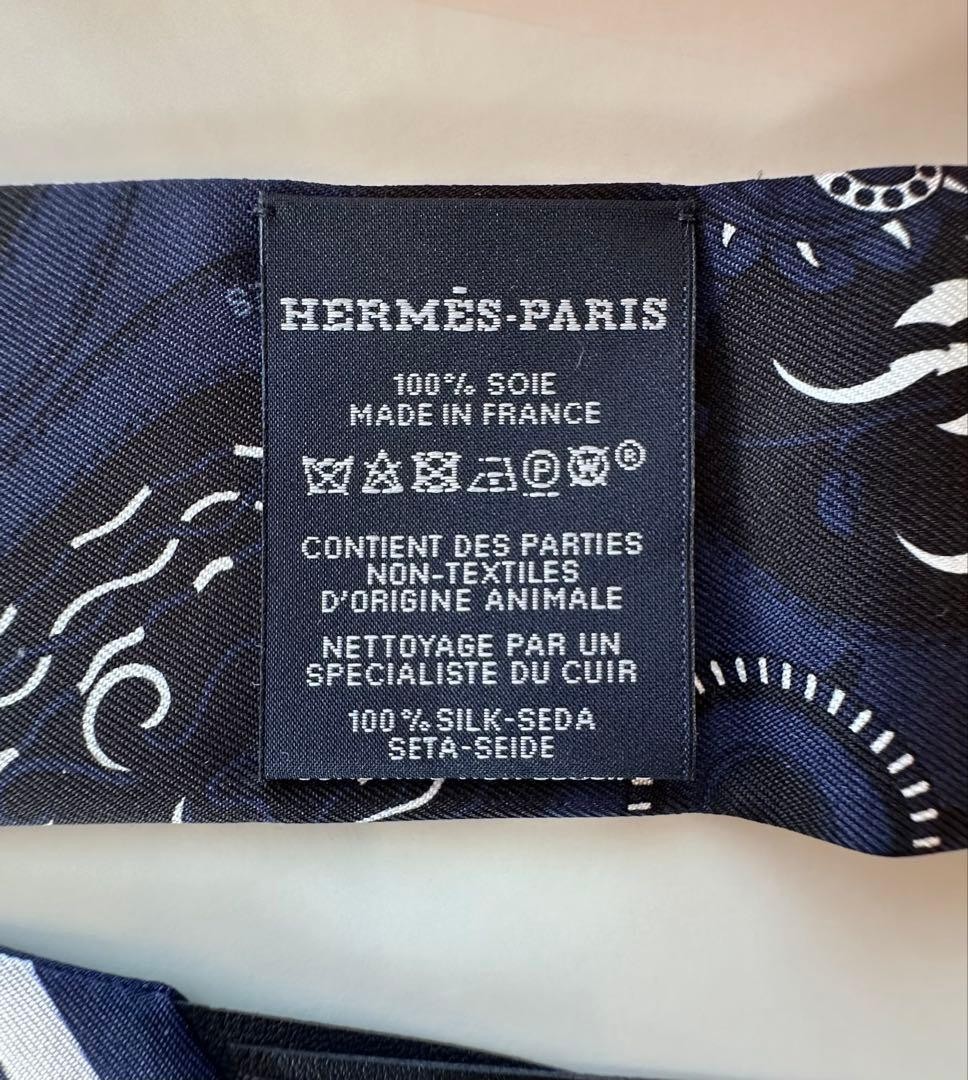 HERMÈS-PARIS
100% SOIE
MADE IN FRANCE
P W ®
CONTIENT DES PARTIES
NON-TEXTILES
D'ORIGINE ANIMALE
NETTOYAGE PAR UN
SPECIALISTE DU CUIR
100% SILK-SEDA
SETA-SEIDE